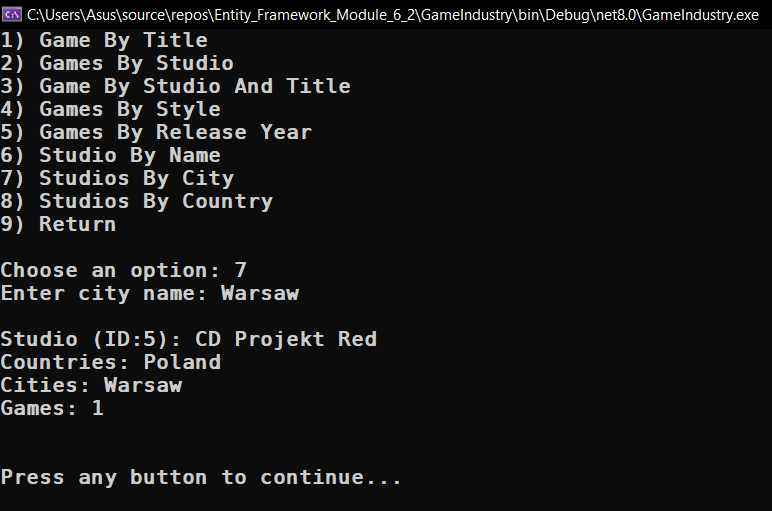 C:\Users\Asus\source\repos\Entity_Framework_Module_6_2\GameIndustry\bin\Debug\net8.0\GameIndustry.exe
1) Game By Title
2) Games By Studio
3) Game By Studio And Title
4) Games By Style
5) Games By Release Year
6) Studio By Name
7) Studios By City
8) Studios By Country
9) Return
Choose an option: 7
Enter city name: Warsaw
Studio (ID:5): CD Projekt Red
Countries: Poland
Cities: Warsaw
Games: 1
Press any button to continue...